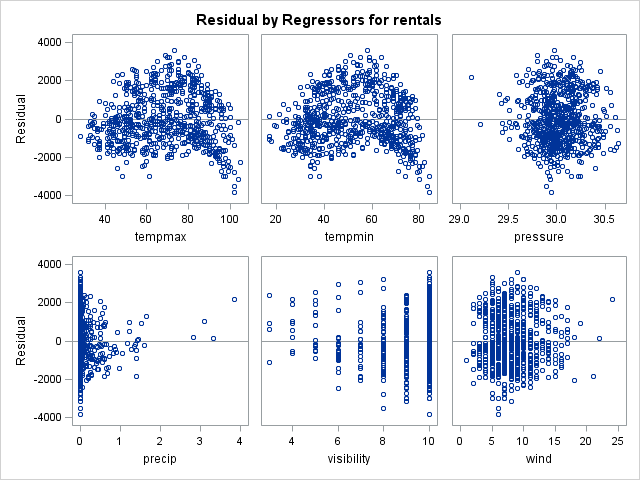 Residual by Regressors for rentals
Residual
4000
2000
0
-2000
-4000
40 60 80 100
tempmax
20 40 60 80
tempmin
29.0 29.5 30.0 30.5
pressure
Residual
4000
2000
0
-2000
-4000
0 1 2 3 4
precip
4 6 8 10
visibility
0 5 10 15 20 25
wind